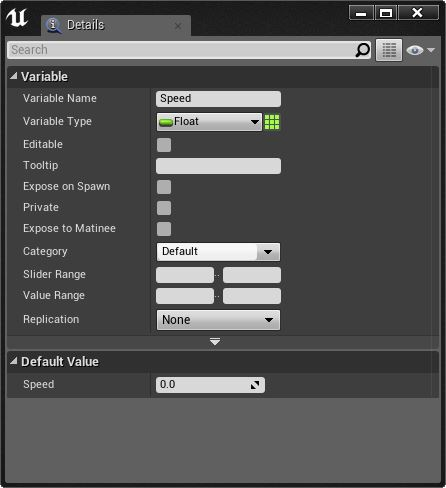 Details
Search
Variable
Variable Name Speed
Variable Type Float
Editable
Tooltip
Expose on Spawn
Private
Expose to Matinee
Category Default
Slider Range ..
Value Range ..
Replication None
Default Value
Speed 0.0